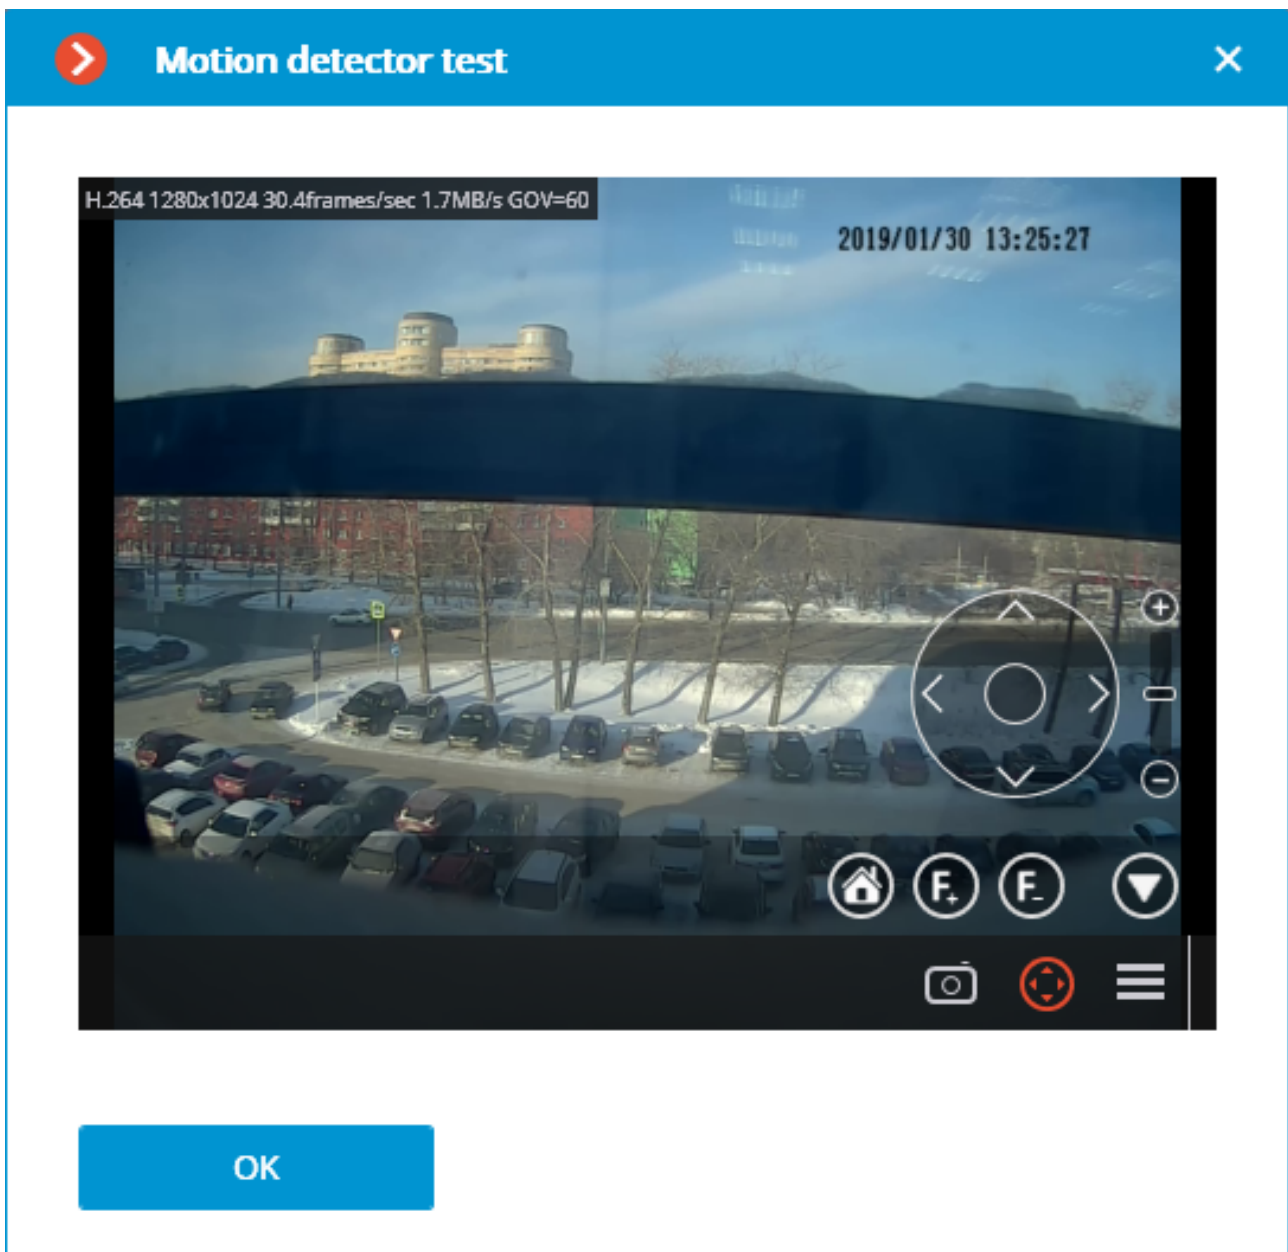 Motion detector test
H.264 1280x1024 30.4frames/sec 1.7MB/s GOV=60
2019/01/30 13:25:27
F+
F-
OK